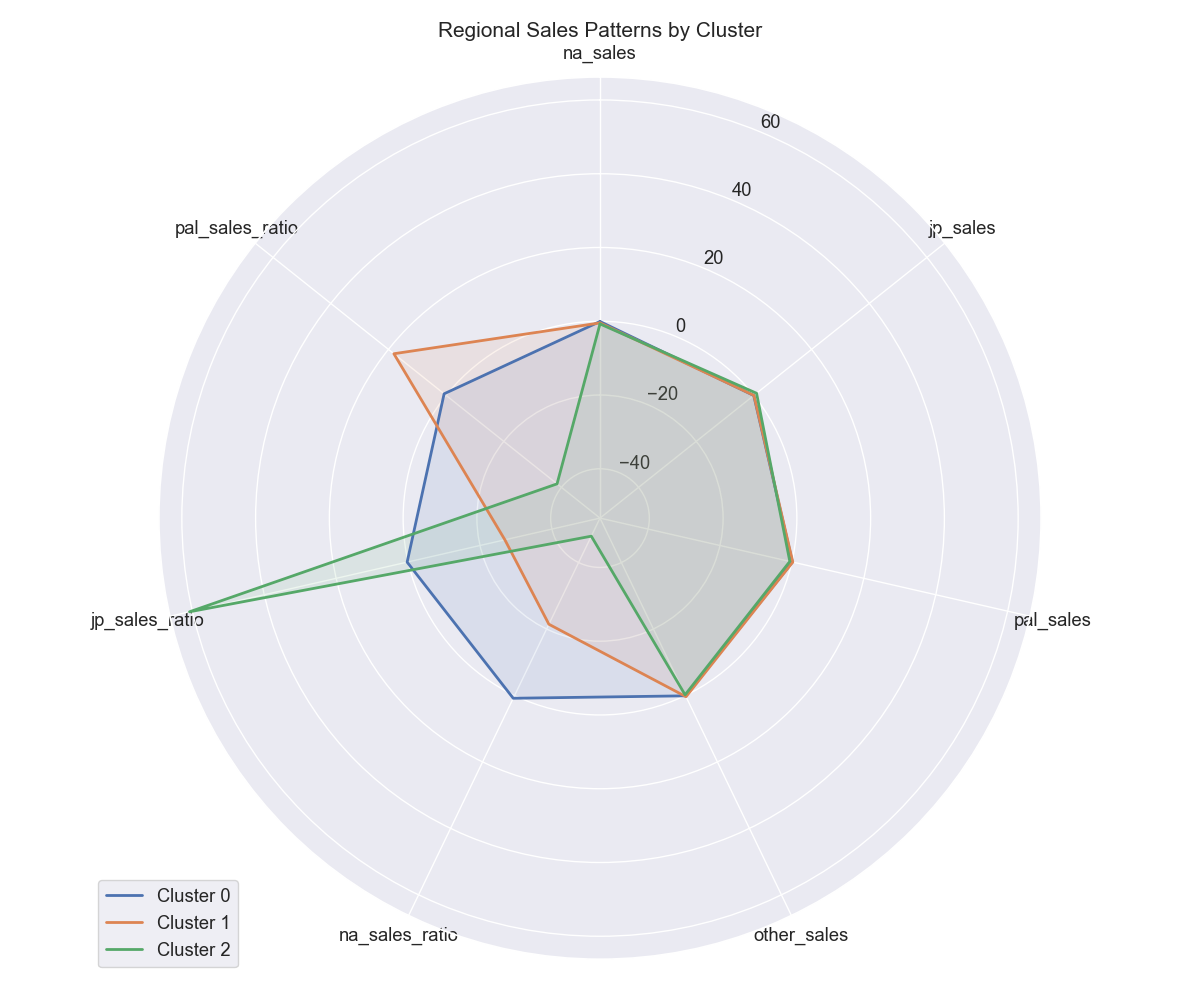 Regional Sales Patterns by Cluster
na_sales
60
pal_sales_ratio
jp_sales
40
20
0
−20
−40
jp_sales_ratio
pal_sales
na_sales_ratio
other_sales
Cluster 0
Cluster 1
Cluster 2